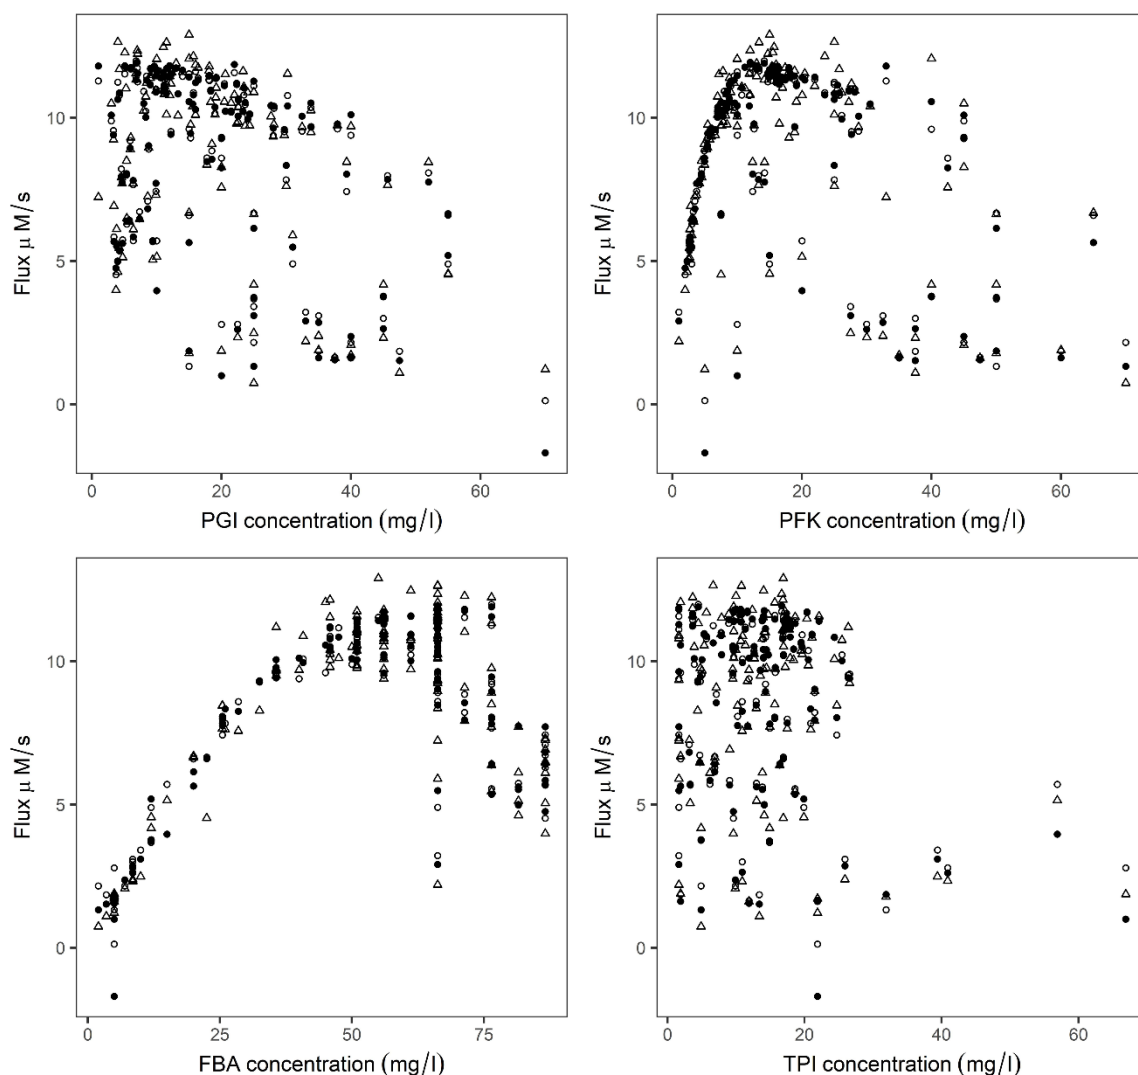 10
5
0
Flux μ M/s
0 20 40 60
PGI concentration (mg/l)
10
5
0
Flux μ M/s
0 20 40 60
PFK concentration (mg/l)
10
5
0
Flux μ M/s
0 25 50 75
FBA concentration (mg/l)
10
5
0
Flux μ M/s
0 20 40 60
TPI concentration (mg/l)